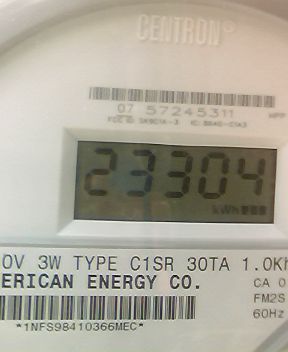 CENTRON®
07 57245311
23304
kWh
0V 3W TYPE C1SR 30TA 1.0Kh
ERICAN ENERGY CO.
CA 0
FM2S
60Hz
*1NFS98410366MEC*